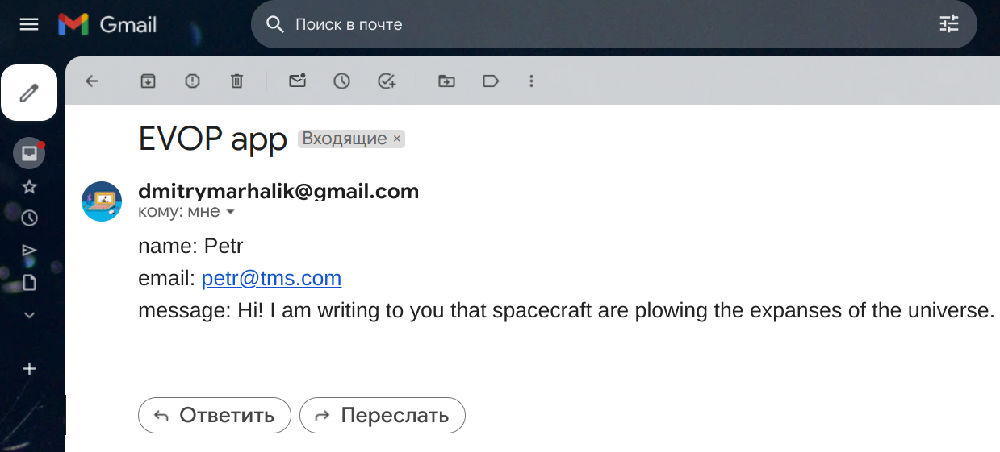 Gmail
Поиск в почте
EVOP app Входящие ×
dmitrymarhalik@gmail.com
кому: мне
name: Petr
email: petr@tms.com
message: Hi! I am writing to you that spacecraft are plowing the expanses of the universe.
Ответить Переслать